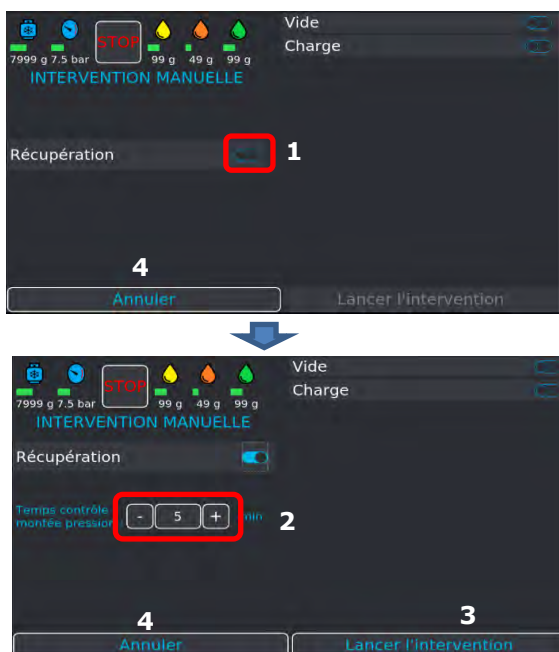 STOP
7999 g 7.5 bar 99 g 49 g 99 g
INTERVENTION MANUELLE
Récupération
1
Vide
Charge
4
Annuler
Lancer l'intervention
STOP
7999 g 7.5 bar 99 g 49 g 99 g
INTERVENTION MANUELLE
Récupération
Temps contrôle
montée pression
- 5 + min
2
Vide
Charge
4
3
Annuler
Lancer l'intervention